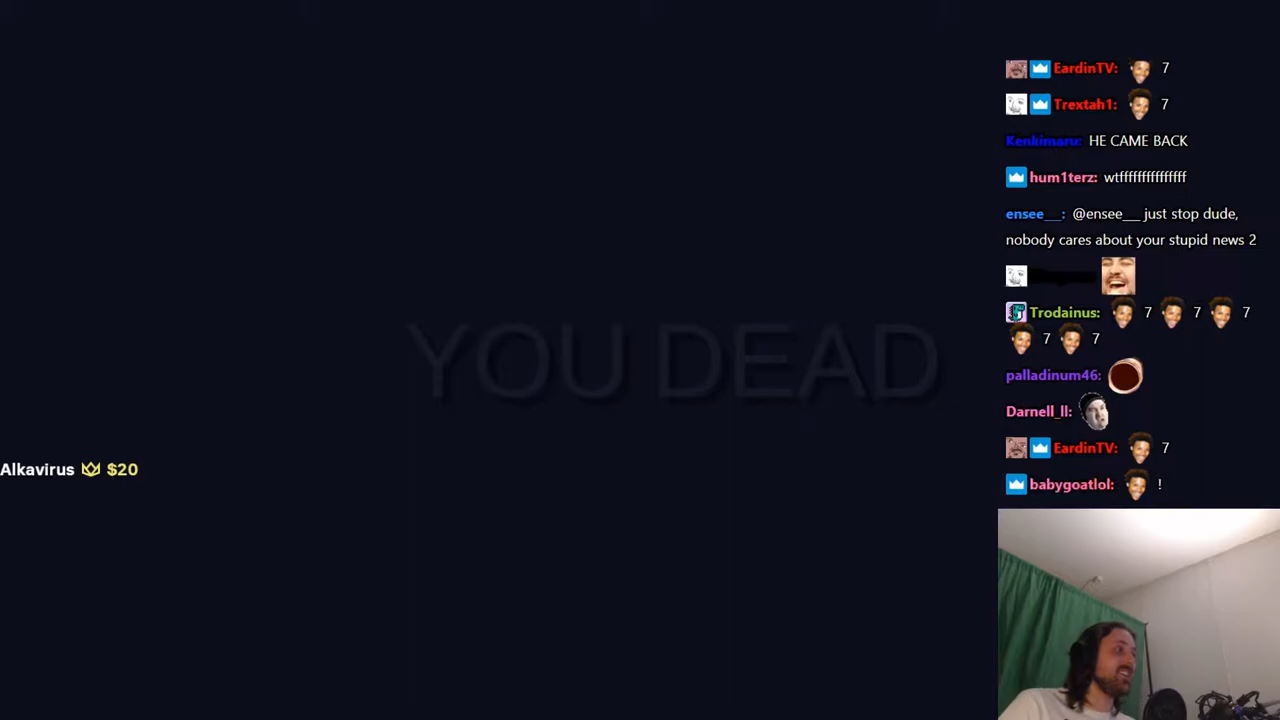 EardinTV: 7
Trextah1: 7
Kenkimaru: HE CAME BACK
hum1terz: wtfffffffffffffff
ensee__: @ensee__ just stop dude,
nobody cares about your stupid news 2
Trodainus: 7 7 7
7 7
YOU DEAD
palladinum46:
Darnell_ll:
EardinTV: 7
Alkavirus $20
babygoatlol: !